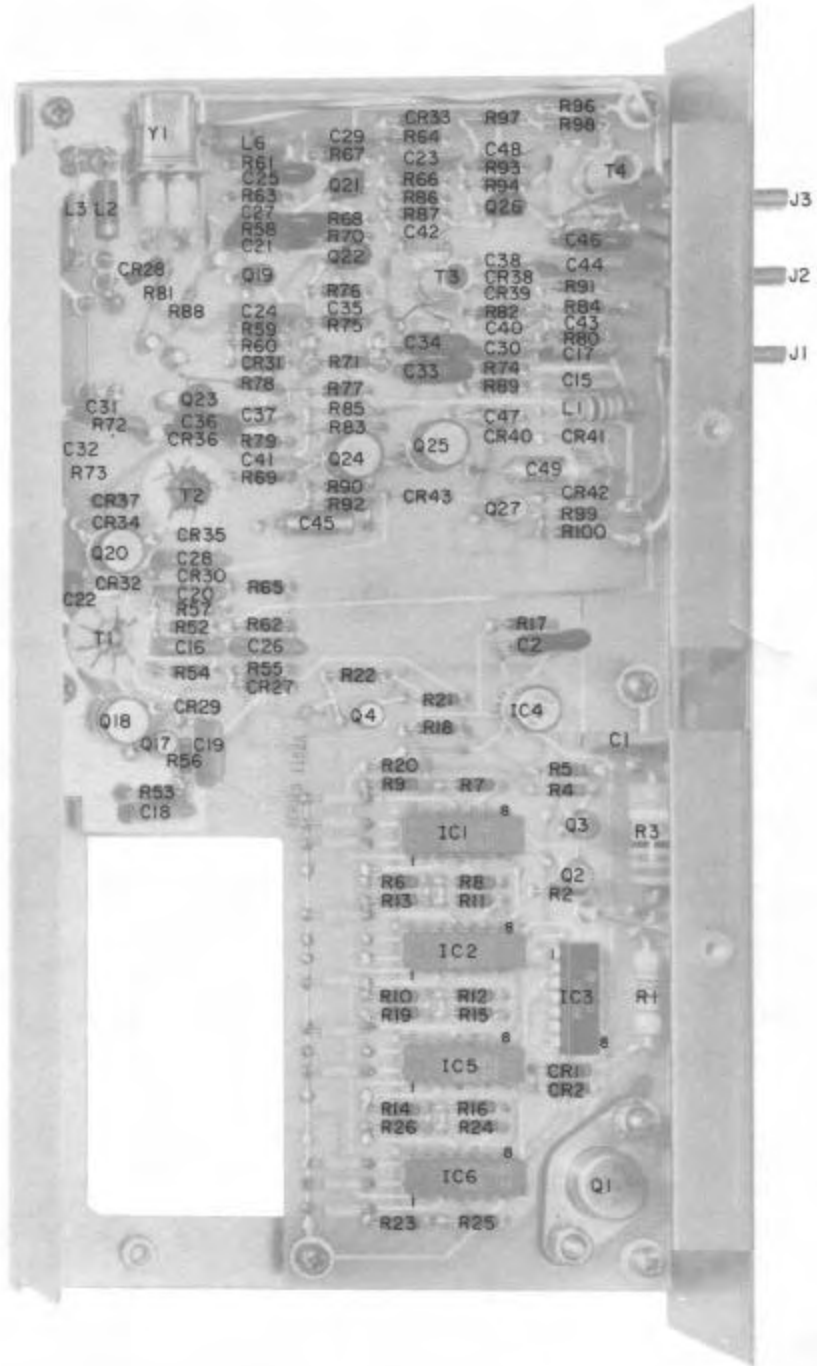 R96
CR33 R97
R98
Y1
L6 C29 R64
R61 R67 C23 C48
R93 T4
C25 Q21 R66 R94
L3 L2 R63 R86 Q26 J3
C27 R68 R87
R58 R70 C42 C46
C21 Q22 C38 C44
CR28 Q19 T3 CR38 J2
R81 R76 CR39 R91
R88 C24 C35 R82 R84
R59 R75 C40 C43
R60 C34 C30 R80
CR31 R71 C17 J1
R78 C33 R74
R77 R89 C15
Q23
C31 C36 C37 R85 C47 L1
R72 CR36 R79 R83 CR40 CR41
C32 C41 Q24 Q25
R73 R69 C49
T2 R90 CR43 CR42
CR37 R92 Q27 R99
CR34 CR35 C45 R100
Q20 C28
CR32 CR30 R65
C22 C20
R57
T1 R52 R62 R17
C16 C26 C2
R54 R55 R22
CR27
CR29 R21 IC4
Q18 Q4
Q17 C19 R18 C1
R56
R20 R5
R53 R9 R7 R4
C18 8
IC1 Q3 R3
1
R6 R8 Q2
R13 R11 R2
8
IC2 1
1
R10 R12 IC3 R1
R19 R15
8 8
IC5
1 CR1
CR2
R14 R16
R26 R24
8
IC6 Q1
1
R23 R25